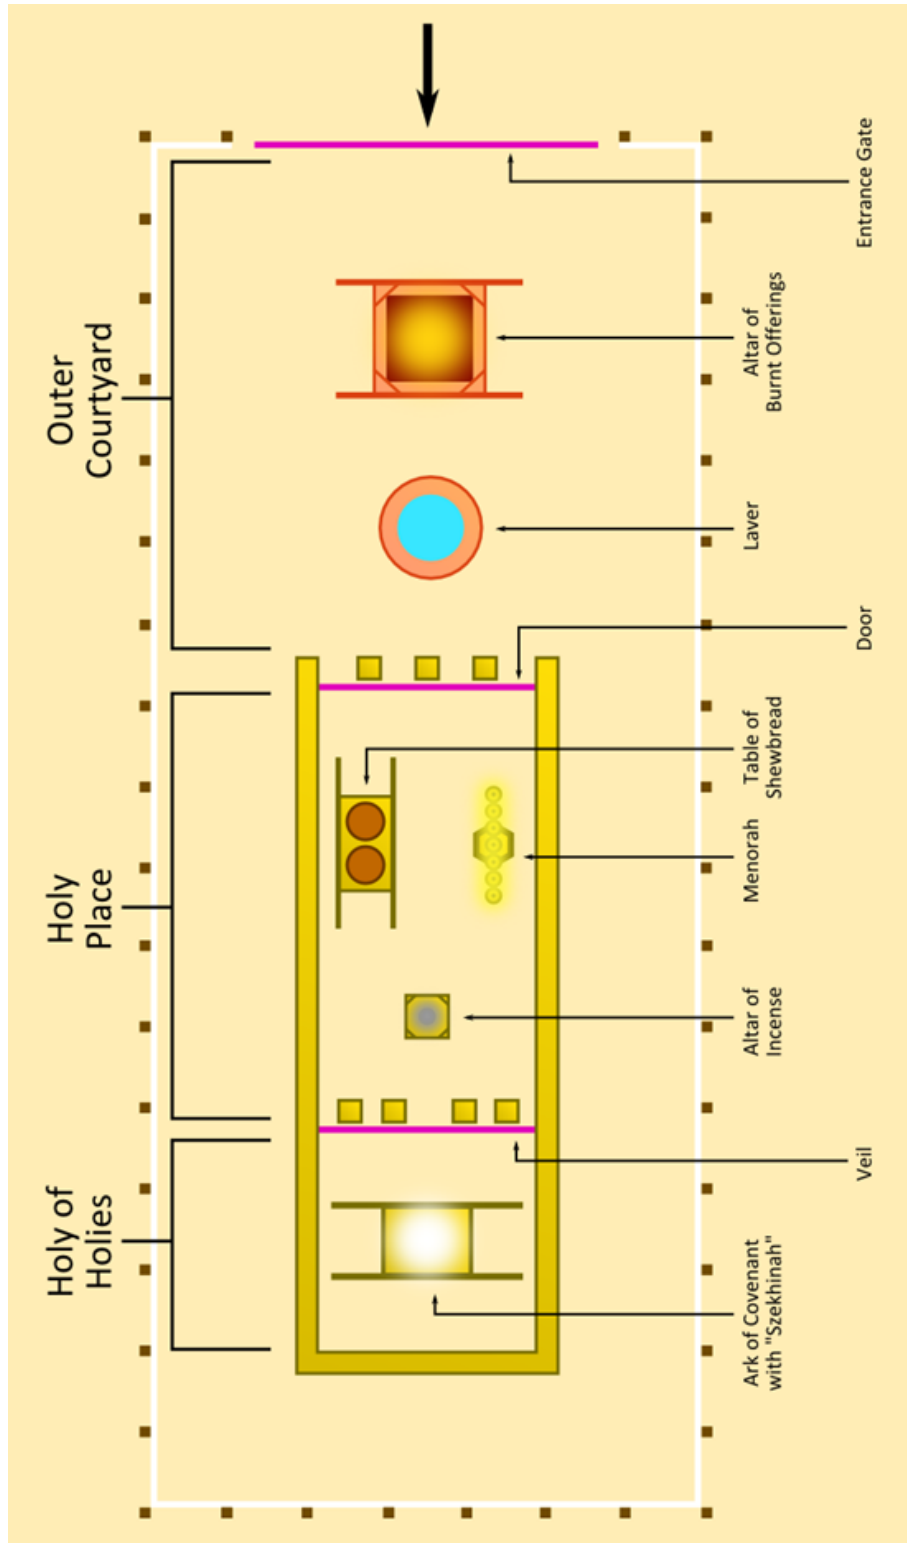 Outer
Courtyard
Holy
Place
Holy of
Holies
Entrance Gate
Altar of
Burnt Offerings
Laver
Door
Table of
Shewbread
Menorah
Altar of
Incense
Veil
Ark of Covenant
with "Szekhinah"